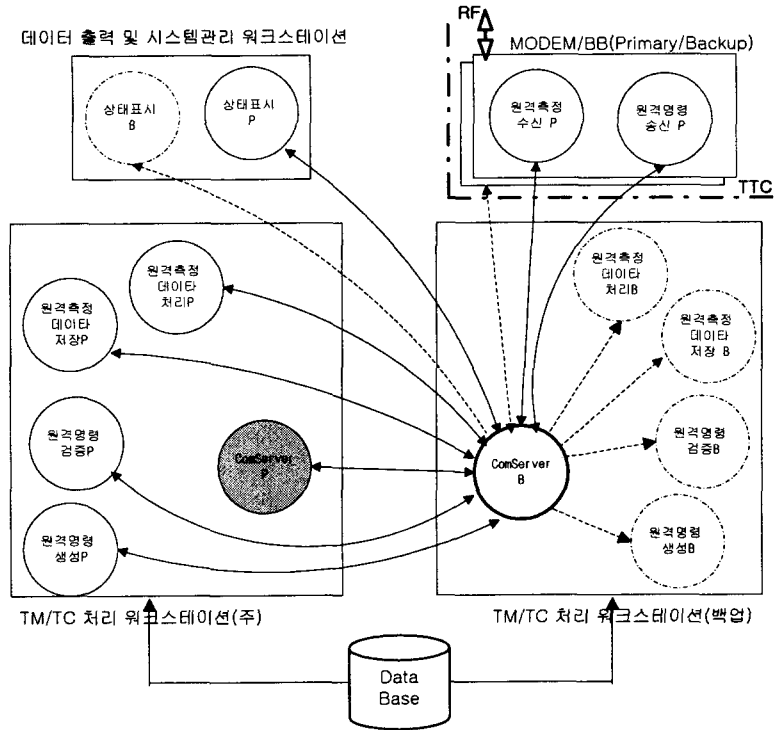 데이터 출력 및 시스템관리 워크스테이션
RF
MODEM/BB(Primary/Backup)
상태표시
B
상태표시
P
원격측정
수신 P
원격명령
송신 P
TTC
원격측정
데이타
처리P
원격측정
데이타
저장P
원격명령
검증P
원격명령
생성P
ComServer
P
ComServer
B
원격측정
데이타
처리B
원격측정
데이타
저장 B
원격명령
검증B
원격명령
생성B
TM/TC 처리 워크스테이션(주)
TM/TC 처리 워크스테이션(백업)
Data
Base